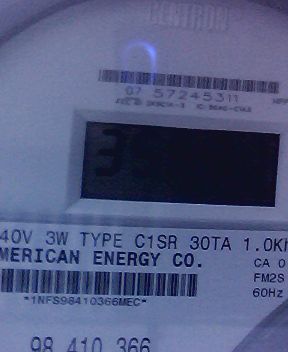 CENTRON
07 57245311
40V 3W TYPE C1SR 30TA 1.0Kh
MERICAN ENERGY CO.
CA 0
FM2S
60Hz
*1NFS98410366MEC*
98 410 366